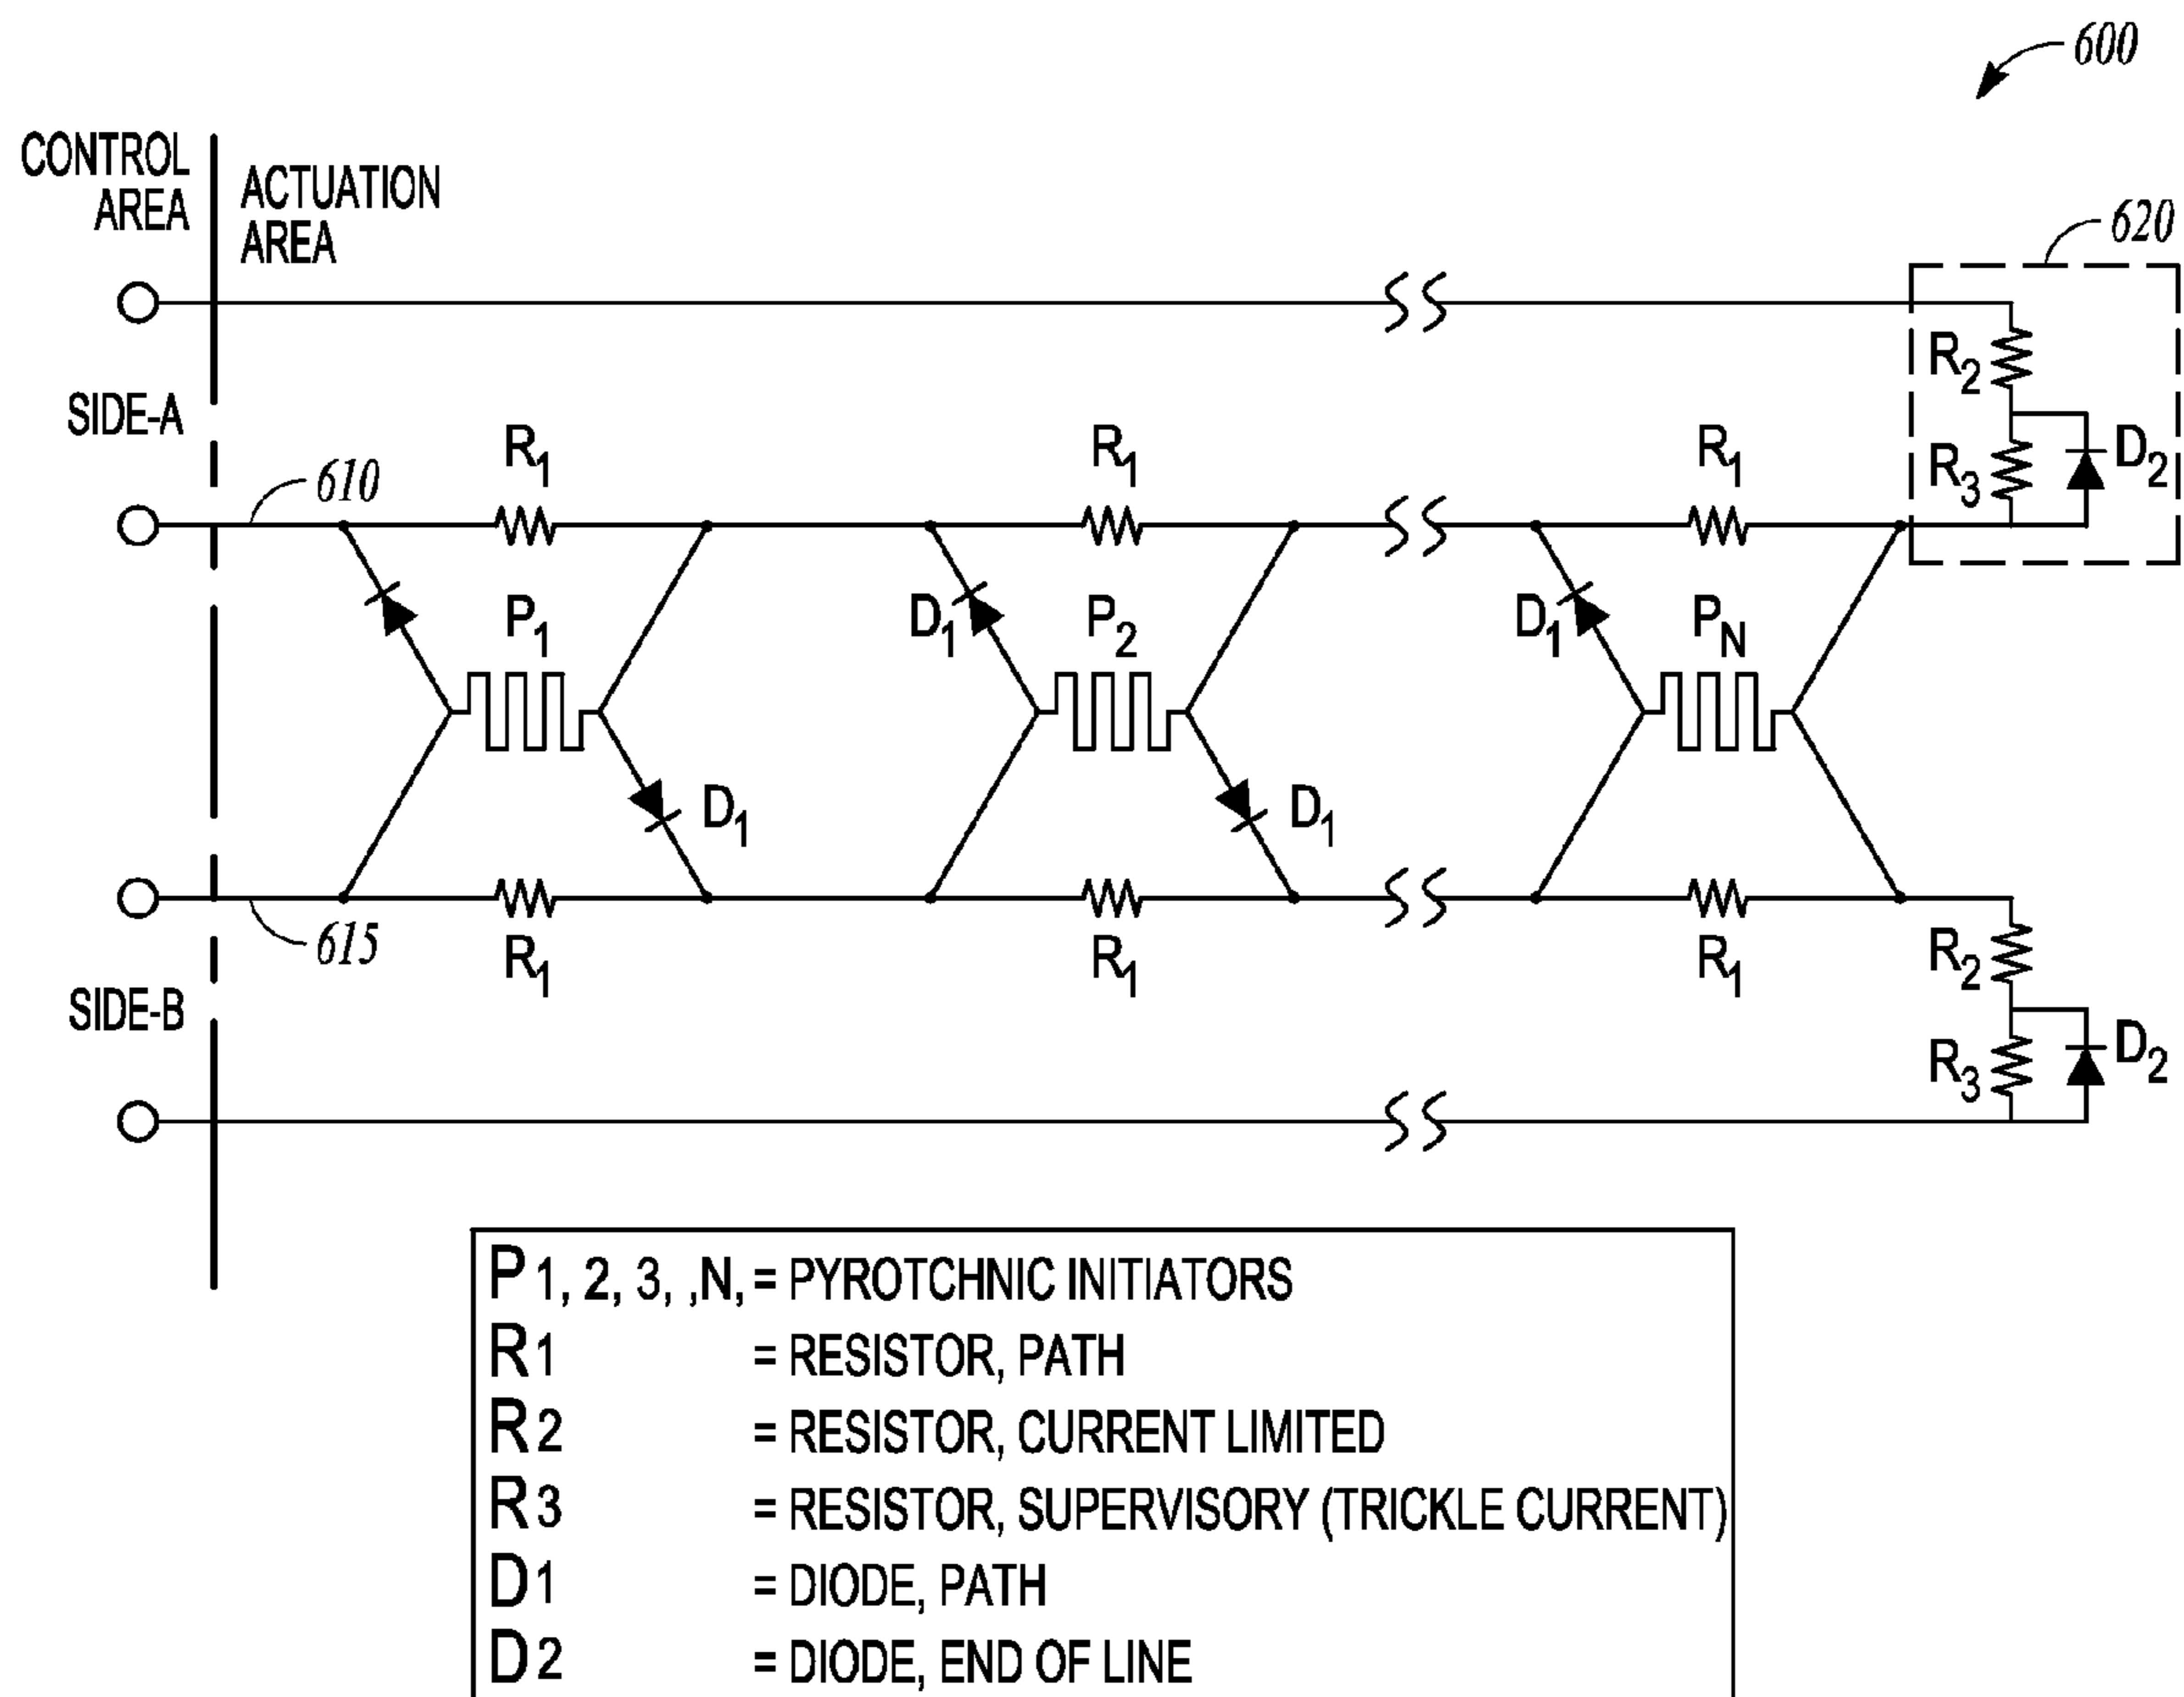 600
CONTROL
AREA
ACTUATION
AREA
620
R2
SIDE-A
R1
R1
R1
R3
D2
610
P1
D1
P2
D1
PN
D1
D1
615
R1
R1
R1
R2
SIDE-B
R3
D2
P1, 2, 3, ,N, = PYROTCHNIC INITIATORS
R1 = RESISTOR, PATH
R2 = RESISTOR, CURRENT LIMITED
R3 = RESISTOR, SUPERVISORY (TRICKLE CURRENT)
D1 = DIODE, PATH
D2 = DIODE, END OF LINE